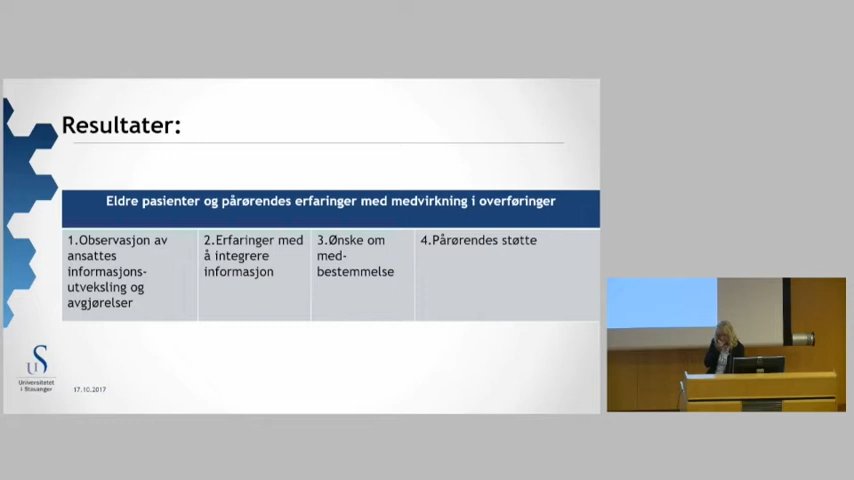 Resultater:
Eldre pasienter og pårørendes erfaringer med medvirkning i overføringer
1.Observasjon av
ansattes
informasjons-
utveksling og
avgjørelser
2.Erfaringer med
å integrere
informasjon
3.Ønske om
med-
bestemmelse
4.Pårørendes støtte
Universitetet
i Stavanger
17.10.2017